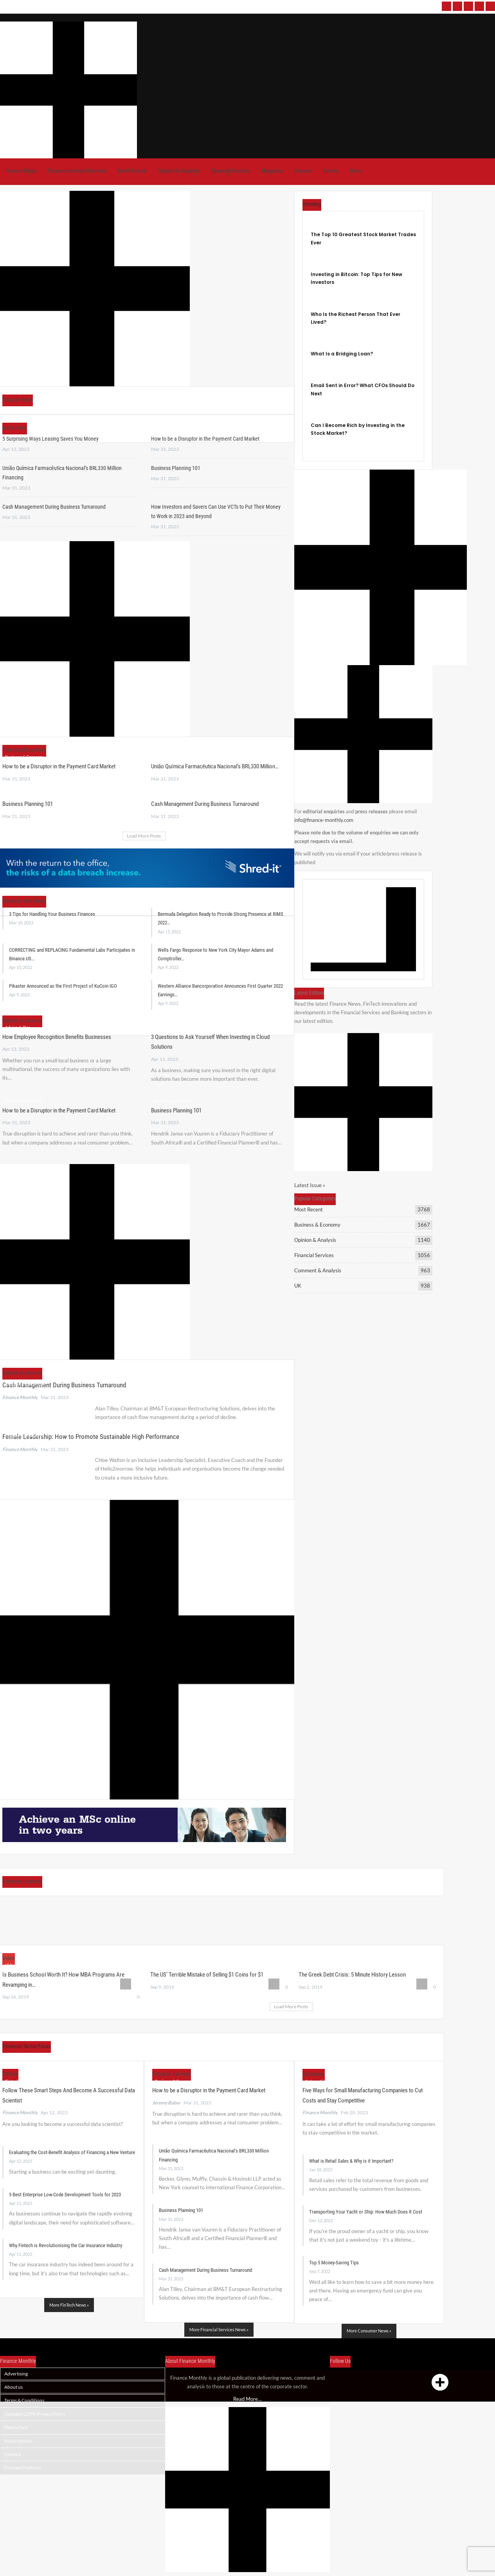 The Top 10 Greatest Stock Market Trades
Ever
Investing in Bitcoin: Top Tips for New
Investors
Who Is the Richest Person That Ever
Lived?
What Is a Bridging Loan?
Email Sent in Error? What CFOs Should Do
Next
Can I Become Rich by Investing in the
Stock Market?
5 Surprising Ways Leasing Saves You Money
Apr 12, 2023
How to be a Disruptor in the Payment Card Market
Mar 31, 2023
União Química Farmacêutica Nacional's BRL330 Million
Financing
Mar 31, 2023
Business Planning 101
Mar 31, 2023
Cash Management During Business Turnaround
Mar 31, 2023
How Investors and Savers Can Use VCTs to Put Their Money
to Work in 2023 and Beyond
Mar 31, 2023
How to be a Disruptor in the Payment Card Market
Mar 31, 2023
União Química Farmacêutica Nacional's BRL330 Million...
Mar 31, 2023
Business Planning 101
Mar 31, 2023
Cash Management During Business Turnaround
Mar 31, 2023
Load More Posts
For editorial enquiries and press releases please email
info@finance-monthly.com
Please note due to the volume of enquiries we can only
accept requests via email.
We will notify you via email if your article/press release is
published
With the return to the office,
the risks of a data breach increase.
Shred-it
3 Tips for Handling Your Business Finances
Bermuda Delegation Ready to Provide Strong Presence at RIMS
2022...
Apr 11, 2022
CORRECTING and REPLACING Fundamental Labs Participates in
Binance.US...
Apr 10, 2022
Wells Fargo Response to New York City Mayor Adams and
Comptroller...
Apr 9, 2022
Pikaster Announced as the First Project of KuCoin IGO
Apr 9, 2022
Western Alliance Bancorporation Announces First Quarter 2022
Earnings...
Apr 9, 2022
Latest Edition
Read the latest Finance News, FinTech innovations and
developments in the Financial Services and Banking sectors on
our latest edition.
How Employee Recognition Benefits Businesses
Apr 13, 2023
Whether you run a small local business or a large
multinational, the success of many organizations lies with
its...
3 Questions to Ask Yourself When Investing in Cloud
Solutions
Apr 13, 2023
As a business, making sure you invest in the right digital
solutions has become more important than ever.
How to be a Disruptor in the Payment Card Market
Mar 31, 2023
True disruption is hard to achieve and rarer than you think,
but when a company addresses a real consumer problem...
Business Planning 101
Mar 31, 2023
Hendrik Janse van Vuuren is a Fiduciary Practitioner of
South Africa® and a Certified Financial Planner® and has...
Latest Issue »
Popular Categories
Most Recent 3768
Business & Economy 1667
Opinion & Analysis 1140
Financial Services 1056
Comment & Analysis 963
UK 938
Cash Management During Business Turnaround
Finance Monthly Mar 31, 2023
Alan Tilley, Chairman at BM&T European Restructuring Solutions, delves into the
importance of cash flow management during a period of decline.
Female Leadership: How to Promote Sustainable High Performance
Finance Monthly Mar 31, 2023
Chloe Walton is an Inclusive Leadership Specialist, Executive Coach and the Founder
of Hello2morrow. She helps individuals and organisations become the change needed
to create a more inclusive future.
Achieve an MSc online
in two years
Is Business School Worth It? How MBA Programs Are
Revamping in...
Sep 16, 2019 0
The US' Terrible Mistake of Selling $1 Coins for $1
Sep 9, 2019 0
The Greek Debt Crisis: 5 Minute History Lesson
Sep 2, 2019 0
Load More Posts
Follow These Smart Steps And Become A Successful Data
Scientist
Finance Monthly Apr 12, 2023
Are you looking to become a successful data scientist?
Evaluating the Cost-Benefit Analysis of Financing a New Venture
Apr 12, 2023
Starting a business can be exciting yet daunting.
5 Best Enterprise Low-Code Development Tools for 2023
Apr 11, 2023
As businesses continue to navigate the rapidly evolving
digital landscape, their need for sophisticated software...
Why Fintech is Revolutionising the Car Insurance Industry
Apr 11, 2023
The car insurance industry has indeed been around for a
long time, but it's also true that technologies such as...
More FinTech News »
How to be a Disruptor in the Payment Card Market
Mar 31, 2023
True disruption is hard to achieve and rarer than you think,
but when a company addresses a real consumer problem...
União Química Farmacêutica Nacional's BRL330 Million
Financing
Mar 31, 2023
Becker, Glynn, Muffly, Chassin & Hosinski LLP acted as
New York counsel to International Finance Corporation...
Business Planning 101
Mar 31, 2023
Hendrik Janse van Vuuren is a Fiduciary Practitioner of
South Africa® and a Certified Financial Planner® and
has...
Cash Management During Business Turnaround
Mar 31, 2023
Alan Tilley, Chairman at BM&T European Restructuring
Solutions, delves into the importance of cash flow...
More Financial Services News »
Five Ways for Small Manufacturing Companies to Cut
Costs and Stay Competitive
Finance Monthly Feb 20, 2023
It can take a lot of effort for small manufacturing companies
to stay competitive in the market.
What is Retail Sales & Why is it Important?
Retail sales refer to the total revenue from goods and
services purchased by customers from businesses.
Transporting Your Yacht or Ship: How Much Does It Cost
If you're the proud owner of a yacht or ship, you know
that it's not just a weekend toy - it's a lifetime...
Top 5 Money-Saving Tips
We'd all like to learn how to save a bit more money here
and there. Having an emergency fund can give you
peace of...
More Consumer News »
Finance Monthly
Advertising
About us
Terms & Conditions
About Finance Monthly
Finance Monthly is a global publication delivering news, comment and
analysis to those at the centre of the corporate sector.
Read More...
Follow Us